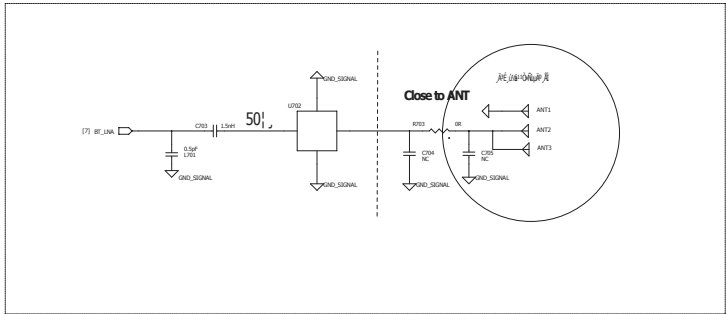 GND_SIGNAL
U702
Close to ANT
ANT1
C703 1.5nH
50
R703 0R
ANT2
[7] BT_LNA
ANT3
0.5pF
L701
C704
NC
C705
NC
GND_SIGNAL
GND_SIGNAL
GND_SIGNAL
GND_SIGNAL